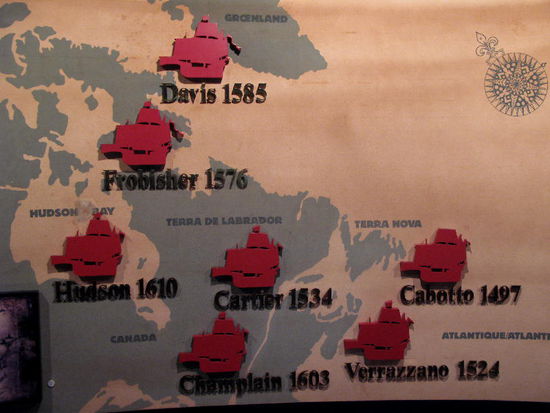 GRŒNLAND
Davis 1585
Frobisher 1576
HUDSON BAY
TERRA DE LABRADOR
TERRA NOVA
Hudson 1610
Cartier 1534
Cabotto 1497
CANADA
ATLANTIQUE/ATLANT
Champlain 1603
Verrazzano 1524